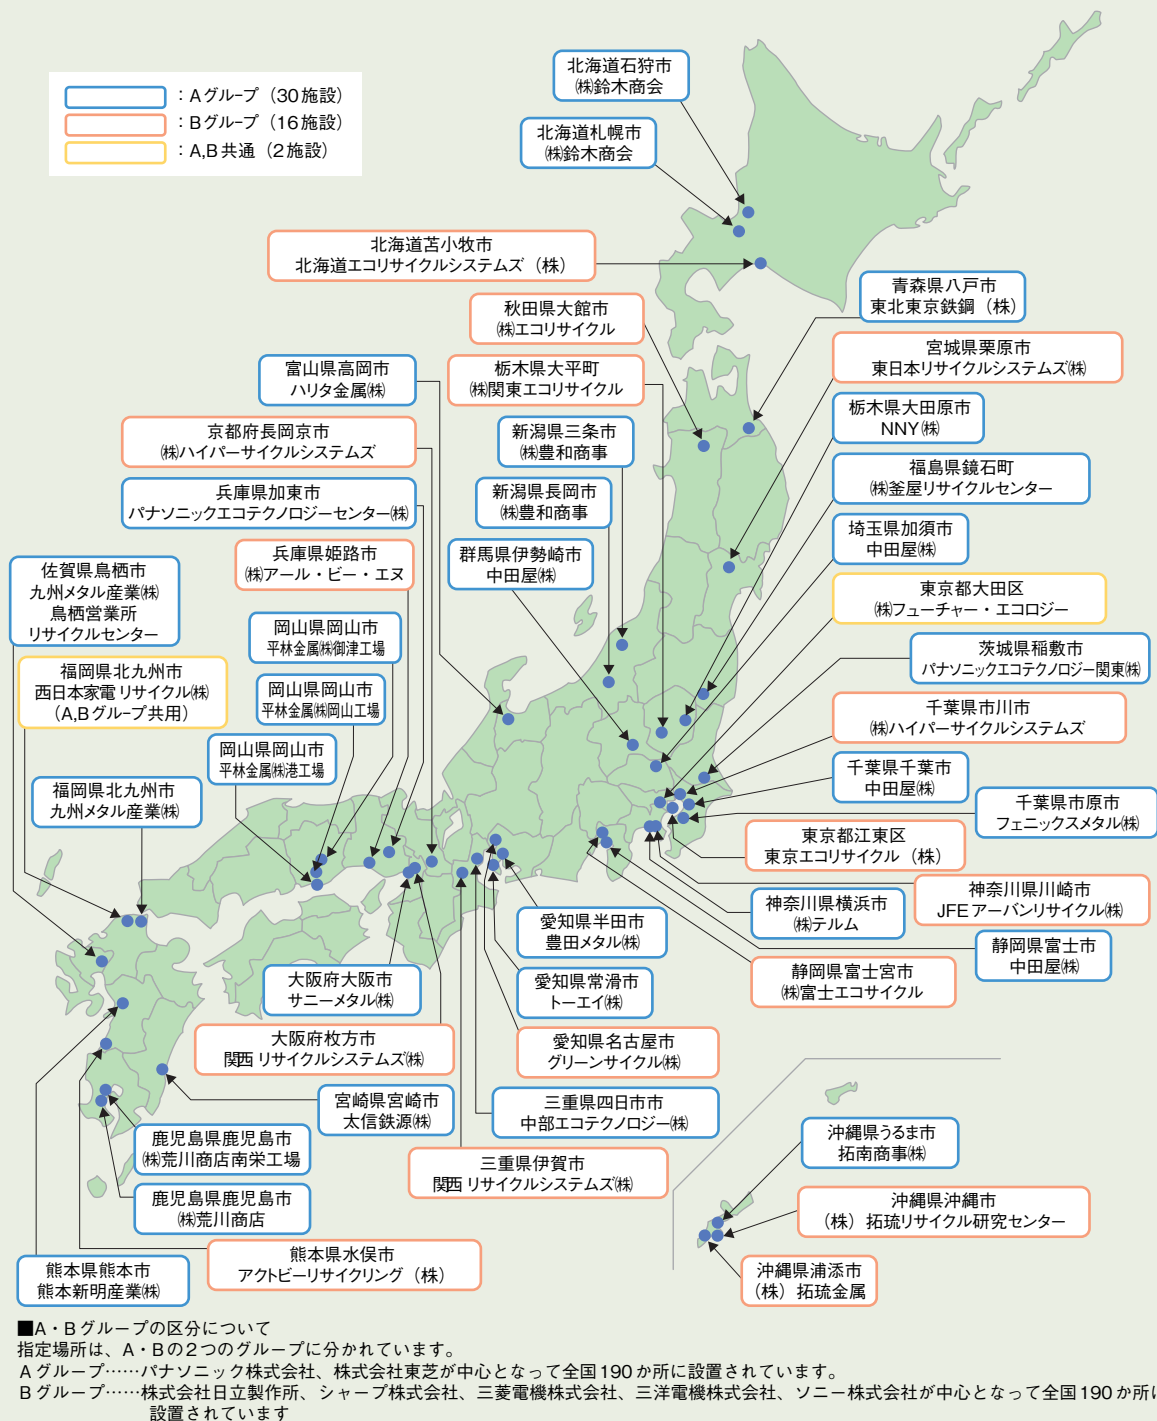 ：Aグループ（30施設）
：Bグループ（16施設）
：A,B共通（2施設）
北海道石狩市
㈱鈴木商会
北海道札幌市
㈱鈴木商会
北海道苫小牧市
北海道エコリサイクルシステムズ（株）
青森県八戸市
東北東京鉄鋼（株）
秋田県大館市
㈱エコリサイクル
宮城県栗原市
東日本リサイクルシステムズ㈱
富山県高岡市
ハリタ金属㈱
栃木県大平町
㈱関東エコリサイクル
栃木県大田原市
NNY㈱
京都府長岡京市
㈱ハイパーサイクルシステムズ
新潟県三条市
㈱豊和商事
福島県鏡石町
㈱釜屋リサイクルセンター
兵庫県加東市
パナソニックエコテクノロジーセンター㈱
新潟県長岡市
㈱豊和商事
埼玉県加須市
中田屋㈱
兵庫県姫路市
㈱アール・ビー・エヌ
群馬県伊勢崎市
中田屋㈱
佐賀県鳥栖市
九州メタル産業㈱
鳥栖営業所
リサイクルセンター
東京都大田区
㈱フューチャー・エコロジー
岡山県岡山市
平林金属㈱御津工場
茨城県稲敷市
パナソニックエコテクノロジー関東㈱
福岡県北九州市
西日本家電リサイクル㈱
（A,Bグループ共用）
岡山県岡山市
平林金属㈱岡山工場
千葉県市川市
㈱ハイパーサイクルシステムズ
岡山県岡山市
平林金属㈱港工場
千葉県千葉市
中田屋㈱
福岡県北九州市
九州メタル産業㈱
千葉県市原市
フェニックスメタル㈱
東京都江東区
東京エコリサイクル（株）
神奈川県川崎市
JFEアーバンリサイクル㈱
神奈川県横浜市
㈱テルム
愛知県半田市
豊田メタル㈱
静岡県富士市
中田屋㈱
大阪府大阪市
サニーメタル㈱
愛知県常滑市
トーエイ㈱
静岡県富士宮市
㈱富士エコサイクル
大阪府枚方市
関西リサイクルシステムズ㈱
愛知県名古屋市
グリーンサイクル㈱
宮崎県宮崎市
太信鉄源㈱
三重県四日市市
中部エコテクノロジー㈱
鹿児島県鹿児島市
㈱荒川商店南栄工場
三重県伊賀市
関西リサイクルシステムズ㈱
沖縄県うるま市
拓南商事㈱
鹿児島県鹿児島市
㈱荒川商店
沖縄県沖縄市
（株）拓琉リサイクル研究センター
熊本県水俣市
アクトビーリサイクリング（株）
熊本県熊本市
熊本新明産業㈱
沖縄県浦添市
（株）拓琉金属
■A・Bグループの区分について
指定場所は、A・Bの2つのグループに分かれています。
Aグループ……パナソニック株式会社、株式会社東芝が中心となって全国190か所に設置されています。
Bグループ……株式会社日立製作所、シャープ株式会社、三菱電機株式会社、三洋電機株式会社、ソニー株式会社が中心となって全国190か所に
設置されています